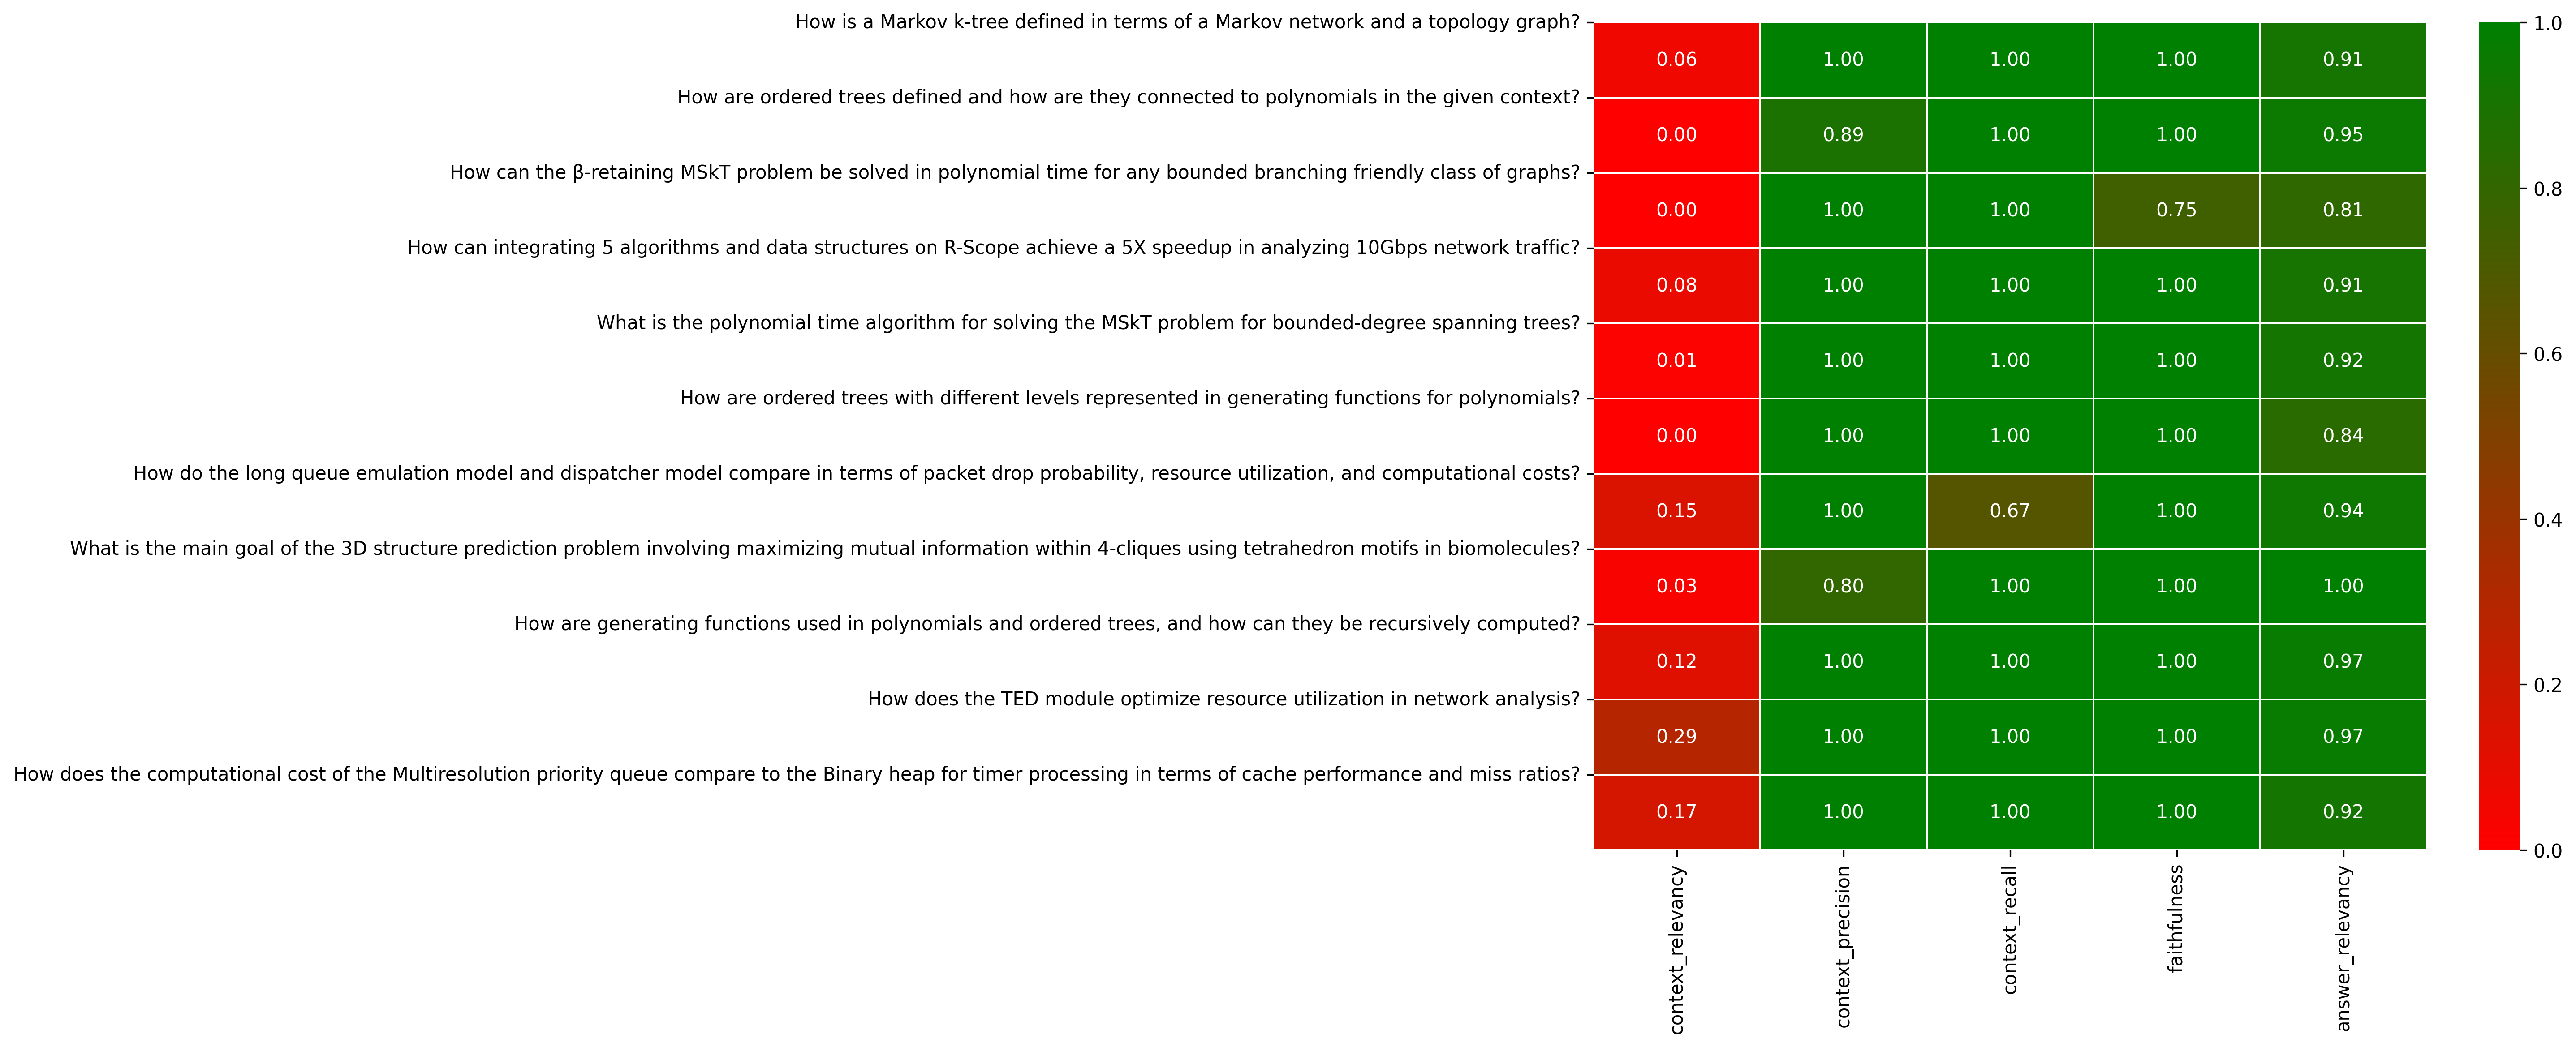 How is a Markov k-tree defined in terms of a Markov network and a topology graph?
0.06 1.00 1.00 1.00 0.91
How are ordered trees defined and how are they connected to polynomials in the given context?
0.00 0.89 1.00 1.00 0.95
How can the β-retaining MSkT problem be solved in polynomial time for any bounded branching friendly class of graphs?
0.00 1.00 1.00 0.75 0.81
How can integrating 5 algorithms and data structures on R-Scope achieve a 5X speedup in analyzing 10Gbps network traffic?
0.08 1.00 1.00 1.00 0.91
What is the polynomial time algorithm for solving the MSkT problem for bounded-degree spanning trees?
0.01 1.00 1.00 1.00 0.92
How are ordered trees with different levels represented in generating functions for polynomials?
0.00 1.00 1.00 1.00 0.84
How do the long queue emulation model and dispatcher model compare in terms of packet drop probability, resource utilization, and computational costs?
0.15 1.00 0.67 1.00 0.94
What is the main goal of the 3D structure prediction problem involving maximizing mutual information within 4-cliques using tetrahedron motifs in biomolecules?
0.03 0.80 1.00 1.00 1.00
How are generating functions used in polynomials and ordered trees, and how can they be recursively computed?
0.12 1.00 1.00 1.00 0.97
How does the TED module optimize resource utilization in network analysis?
0.29 1.00 1.00 1.00 0.97
How does the computational cost of the Multiresolution priority queue compare to the Binary heap for timer processing in terms of cache performance and miss ratios?
0.17 1.00 1.00 1.00 0.92
context_relevancy
context_precision
context_recall
faithfulness
answer_relevancy
1.0
0.8
0.6
0.4
0.2
0.0